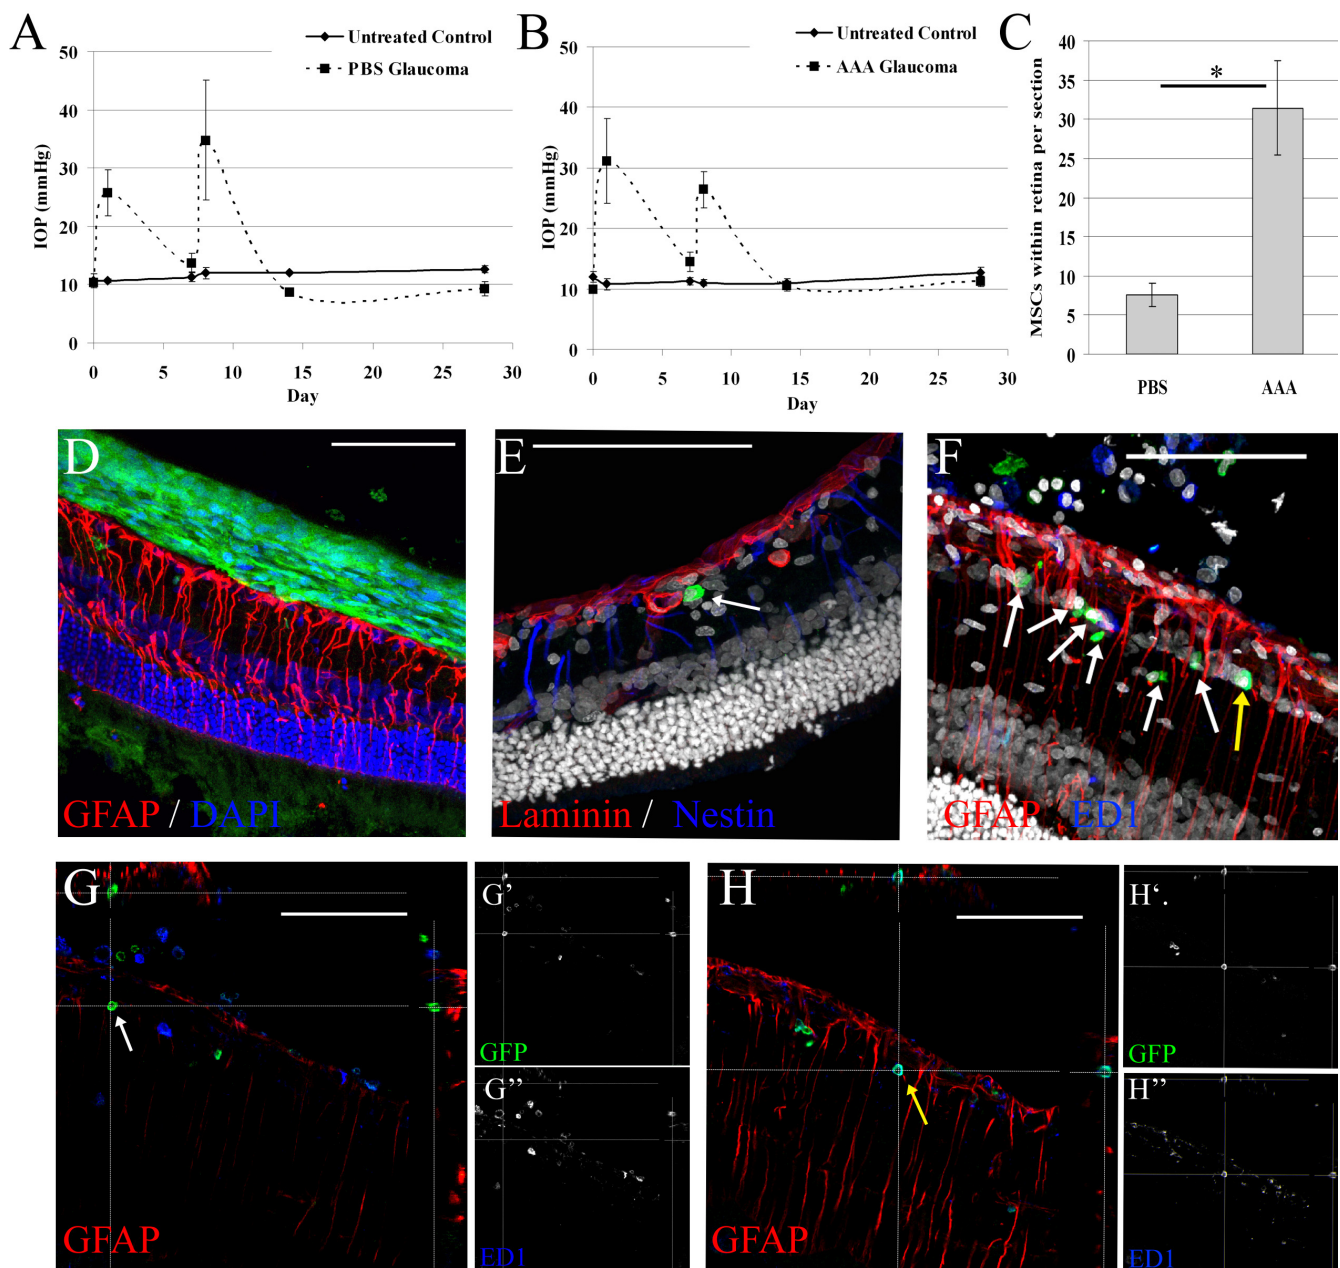 A
Untreated Control
PBS Glaucoma
50
40
30
20
10
0
IOP (mmHg)
0 5 10 15 20 25 30
Day
B
Untreated Control
AAA Glaucoma
50
40
30
20
10
0
IOP (mmHg)
0 5 10 15 20 25 30
Day
C
40
35
30
25
20
15
10
5
0
MSCs within retina per section
*
PBS AAA
D
GFAP / DAPI
E
Laminin / Nestin
F
GFAP ED1
G
GFAP
G'
GFP
G''
ED1
H
GFAP
H'.
GFP
H''
ED1